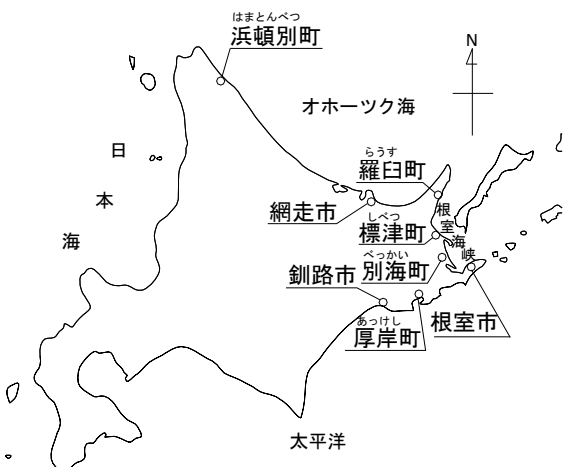 はまとんべつ
浜頓別町
N
オホーツク海
日本海
らうす
羅臼町
網走市
根室海峡
しべつ
標津町
べっかい
別海町
釧路市
あっけし
厚岸町
根室市
太平洋